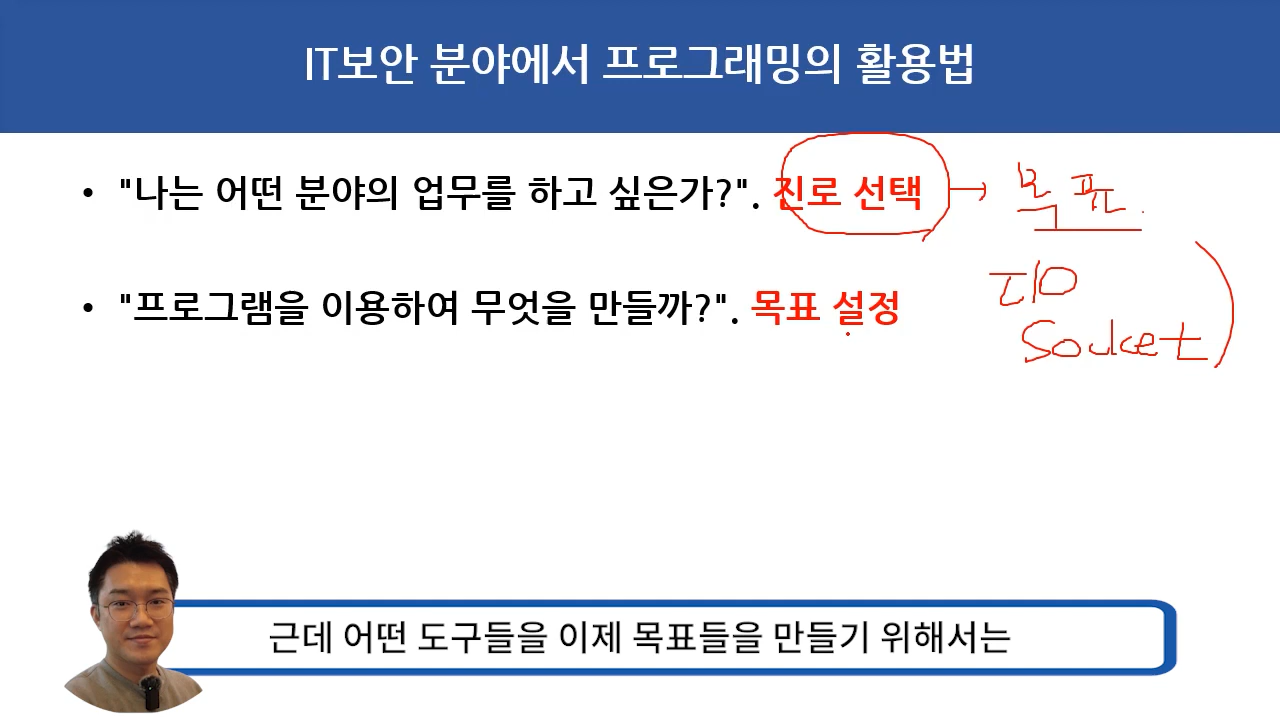 IT보안 분야에서 프로그래밍의 활용법
• "나는 어떤 분야의 업무를 하고 싶은가?". 진로 선택 → 목표.
• "프로그램을 이용하여 무엇을 만들까?". 목표 설정
Socket
근데 어떤 도구들을 이제 목표들을 만들기 위해서는